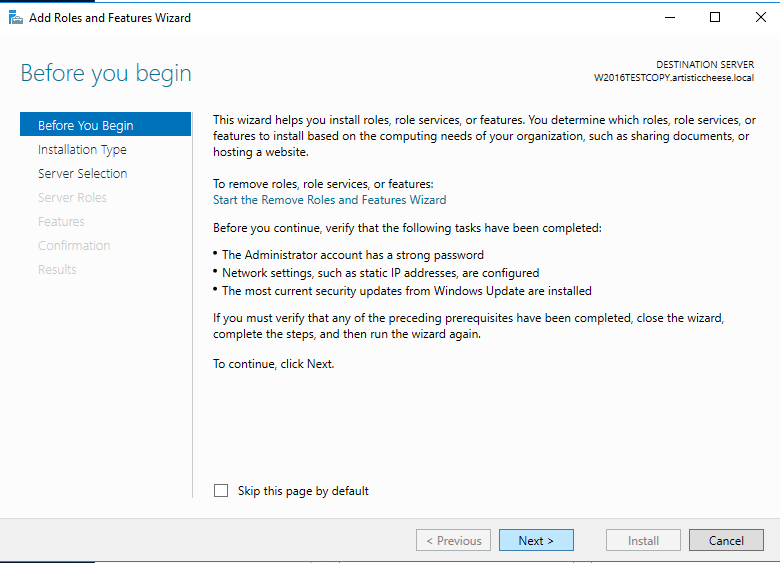 Add Roles and Features Wizard
Before you begin
DESTINATION SERVER
W2016TESTCOPY.artisticcheese.local
Before You Begin
Installation Type
Server Selection
Server Roles
Features
Confirmation
Results
This wizard helps you install roles, role services, or features. You determine which roles, role services, or
features to install based on the computing needs of your organization, such as sharing documents, or
hosting a website.
To remove roles, role services, or features:
Start the Remove Roles and Features Wizard
Before you continue, verify that the following tasks have been completed:
• The Administrator account has a strong password
• Network settings, such as static IP addresses, are configured
• The most current security updates from Windows Update are installed
If you must verify that any of the preceding prerequisites have been completed, close the wizard,
complete the steps, and then run the wizard again.
To continue, click Next.
Skip this page by default
< Previous
Next >
Install
Cancel